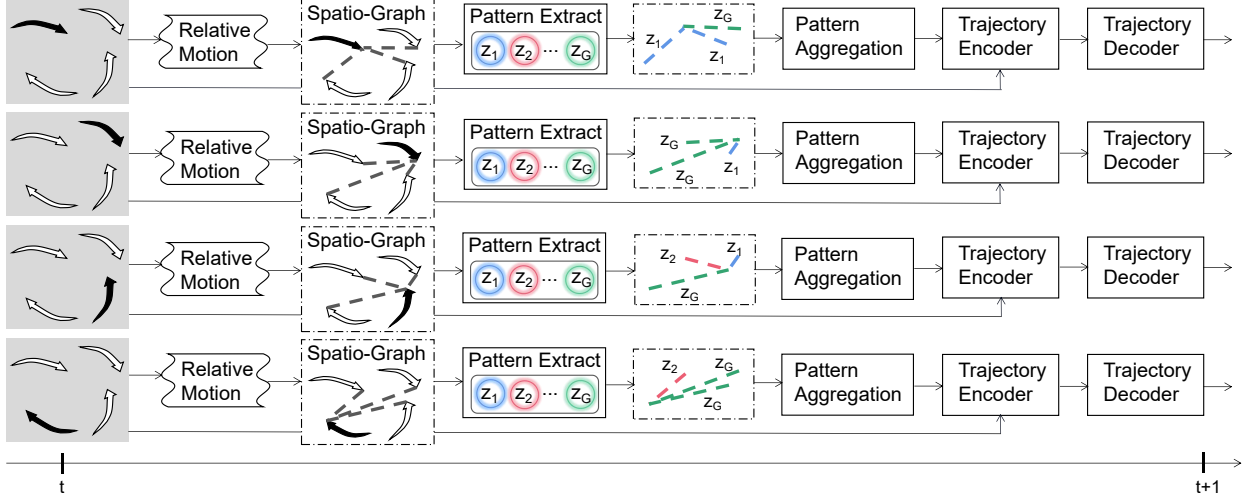 Spatio-Graph
Relative
Motion
Pattern Extract
z1 z2 ··· zG
zG
z1
z1
Pattern
Aggregation
Trajectory
Encoder
Trajectory
Decoder
Spatio-Graph
Relative
Motion
Pattern Extract
z1 z2 ··· zG
zG
zG
z1
Pattern
Aggregation
Trajectory
Encoder
Trajectory
Decoder
Spatio-Graph
Relative
Motion
Pattern Extract
z1 z2 ··· zG
z2
z1
zG
Pattern
Aggregation
Trajectory
Encoder
Trajectory
Decoder
Spatio-Graph
Relative
Motion
Pattern Extract
z1 z2 ··· zG
z2
zG
zG
Pattern
Aggregation
Trajectory
Encoder
Trajectory
Decoder
t
t+1